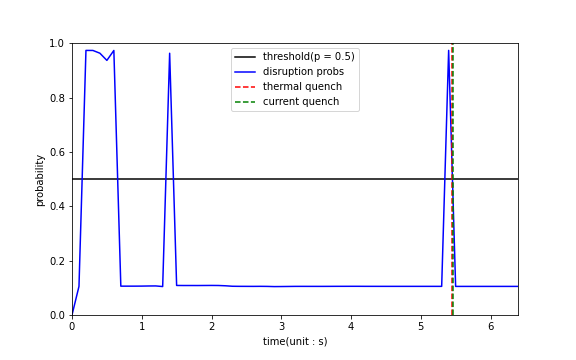 1.0
0.8
0.6
0.4
0.2
0.0
probability
threshold(p = 0.5)
disruption probs
thermal quench
current quench
0 1 2 3 4 5 6
time(unit : s)